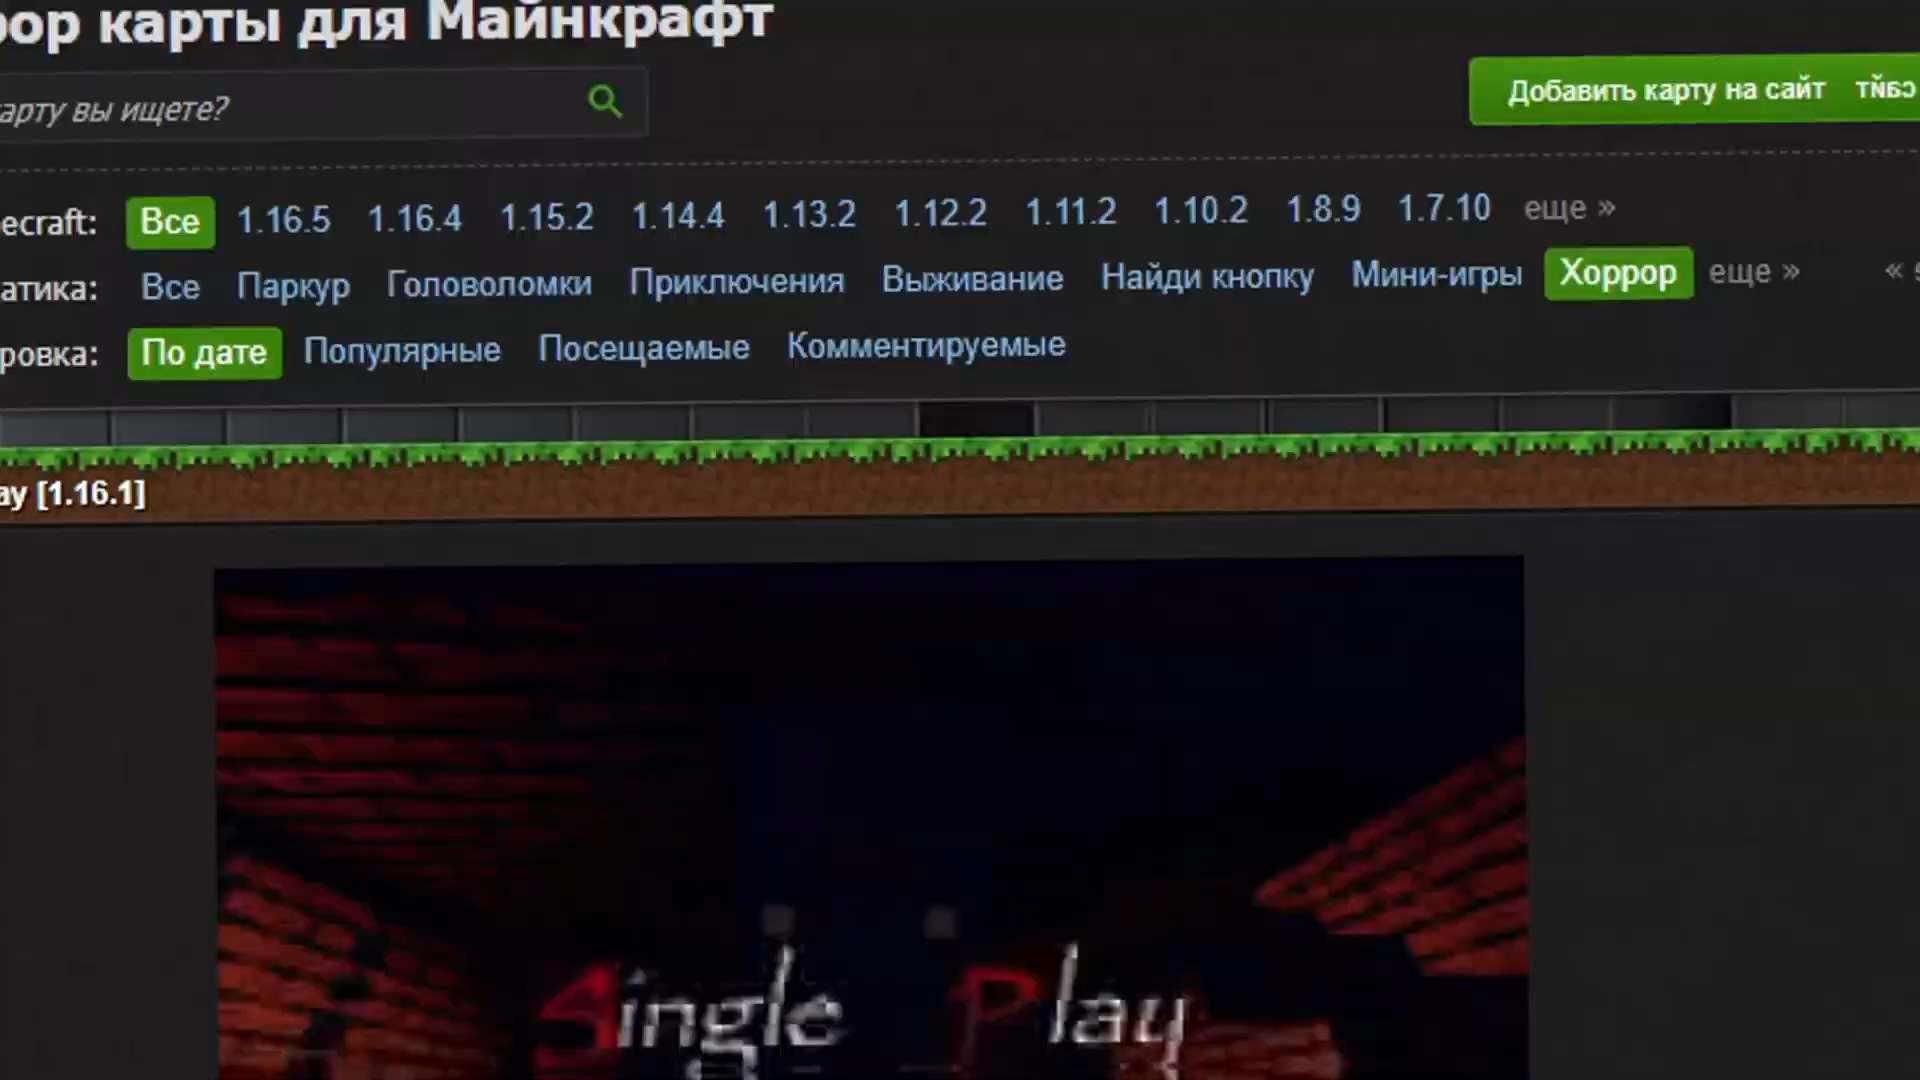 рор карты для Майнкрафт
арту вы ищете?
Добавить карту на сайт
ecraft: Все 1.16.5 1.16.4 1.15.2 1.14.4 1.13.2 1.12.2 1.11.2 1.10.2 1.8.9 1.7.10 еще »
атика: Все Паркур Головоломки Приключения Выживание Найди кнопку Мини-игры Хоррор еще » «
ровка: По дате Популярные Посещаемые Комментируемые
ay [1.16.1]
Single Play